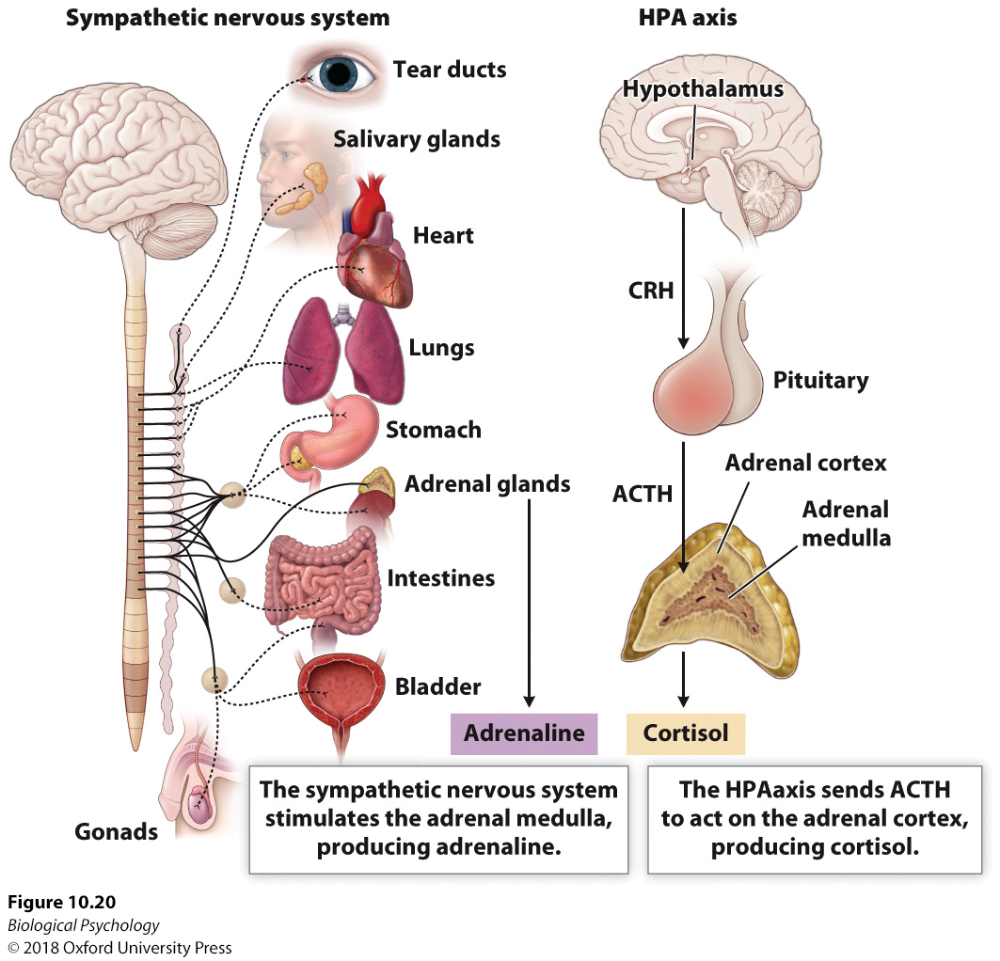 Sympathetic nervous system
Tear ducts
Salivary glands
Heart
Lungs
Stomach
Adrenal glands
Intestines
Bladder
Gonads
Adrenaline
The sympathetic nervous system
stimulates the adrenal medulla,
producing adrenaline.
HPA axis
Hypothalamus
CRH
Pituitary
ACTH
Adrenal cortex
Adrenal
medulla
Cortisol
The HPAaxis sends ACTH
to act on the adrenal cortex,
producing cortisol.
Figure 10.20
Biological Psychology
© 2018 Oxford University Press